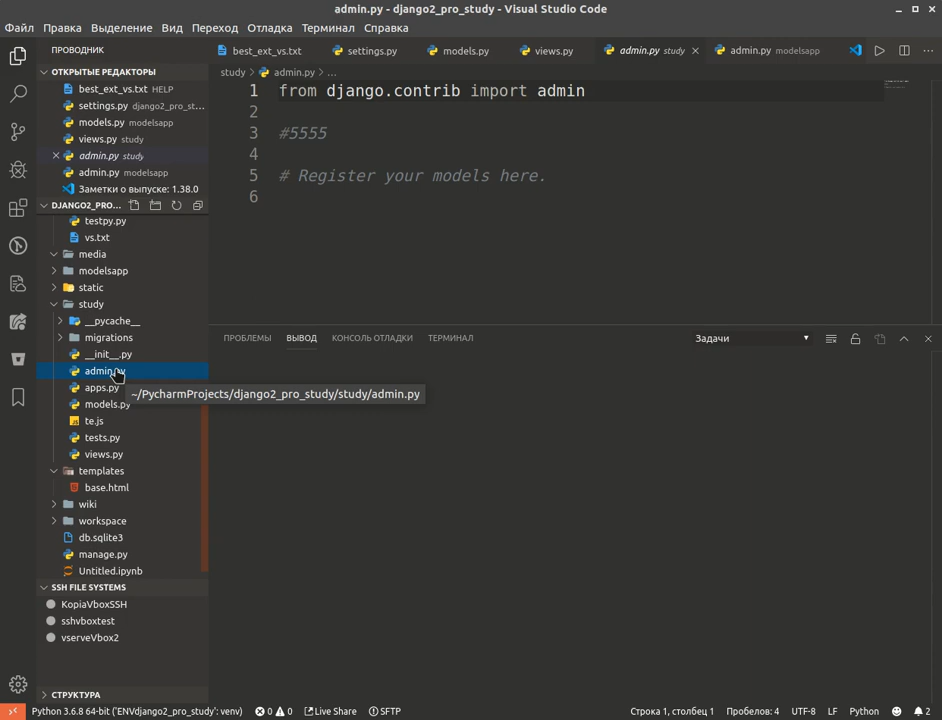 admin.py - django2_pro_study - Visual Studio Code
Файл Правка Выделение Вид Переход Отладка Терминал Справка
ПРОВОДНИК
best_ext_vs.txt settings.py models.py views.py admin.py study admin.py modelsapp
study > admin.py > ...
ОТКРЫТЫЕ РЕДАКТОРЫ
best_ext_vs.txt HELP
settings.py django2_pro_st...
models.py modelsapp
views.py study
admin.py study
admin.py modelsapp
Заметки о выпуске: 1.38.0
DJANGO2_PRO...
testpy.py
vs.txt
media
modelsapp
static
study
__pycache__
migrations
__init__.py
admin.py
apps.py
models.py
te.js
tests.py
views.py
templates
base.html
wiki
workspace
db.sqlite3
manage.py
Untitled.ipynb
SSH FILE SYSTEMS
KopiaVboxSSH
sshvboxtest
vserveVbox2
СТРУКТУРА
1 from django.contrib import admin
2
3 #5555
4
5 # Register your models here.
6
ПРОБЛЕМЫ ВЫВОД КОНСОЛЬ ОТЛАДКИ ТЕРМИНАЛ Задачи
~/PycharmProjects/django2_pro_study/study/admin.py
Python 3.6.8 64-bit ('ENVdjango2_pro_study': venv) 0 0 Live Share SFTP Строка 1, столбец 1 Пробелов: 4 UTF-8 LF Python 2